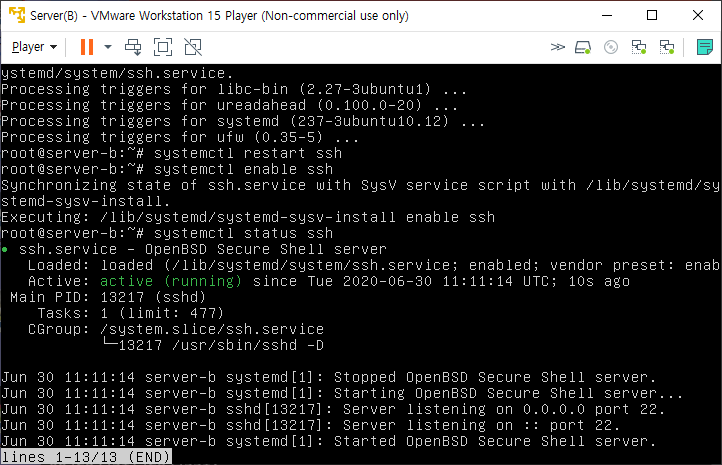 Server(B) - VMware Workstation 15 Player (Non-commercial use only)
Player
ystemd/system/ssh.service.
Processing triggers for libc-bin (2.27-3ubuntu1) ...
Processing triggers for ureadahead (0.100.0-20) ...
Processing triggers for systemd (237-3ubuntu10.12) ...
Processing triggers for ufw (0.35-5) ...
root@server-b:~# systemctl restart ssh
root@server-b:~# systemctl enable ssh
Synchronizing state of ssh.service with SysV service script with /lib/systemd/sy
stemd-sysv-install.
Executing: /lib/systemd/systemd-sysv-install enable ssh
root@server-b:~# systemctl status ssh
● ssh.service - OpenBSD Secure Shell server
   Loaded: loaded (/lib/systemd/system/ssh.service; enabled; vendor preset: enab
   Active: active (running) since Tue 2020-06-30 11:11:14 UTC; 10s ago
 Main PID: 13217 (sshd)
    Tasks: 1 (limit: 477)
   CGroup: /system.slice/ssh.service
           └─13217 /usr/sbin/sshd -D
Jun 30 11:11:14 server-b systemd[1]: Stopped OpenBSD Secure Shell server.
Jun 30 11:11:14 server-b systemd[1]: Starting OpenBSD Secure Shell server...
Jun 30 11:11:14 server-b sshd[13217]: Server listening on 0.0.0.0 port 22.
Jun 30 11:11:14 server-b sshd[13217]: Server listening on :: port 22.
Jun 30 11:11:14 server-b systemd[1]: Started OpenBSD Secure Shell server.
lines 1-13/13 (END)